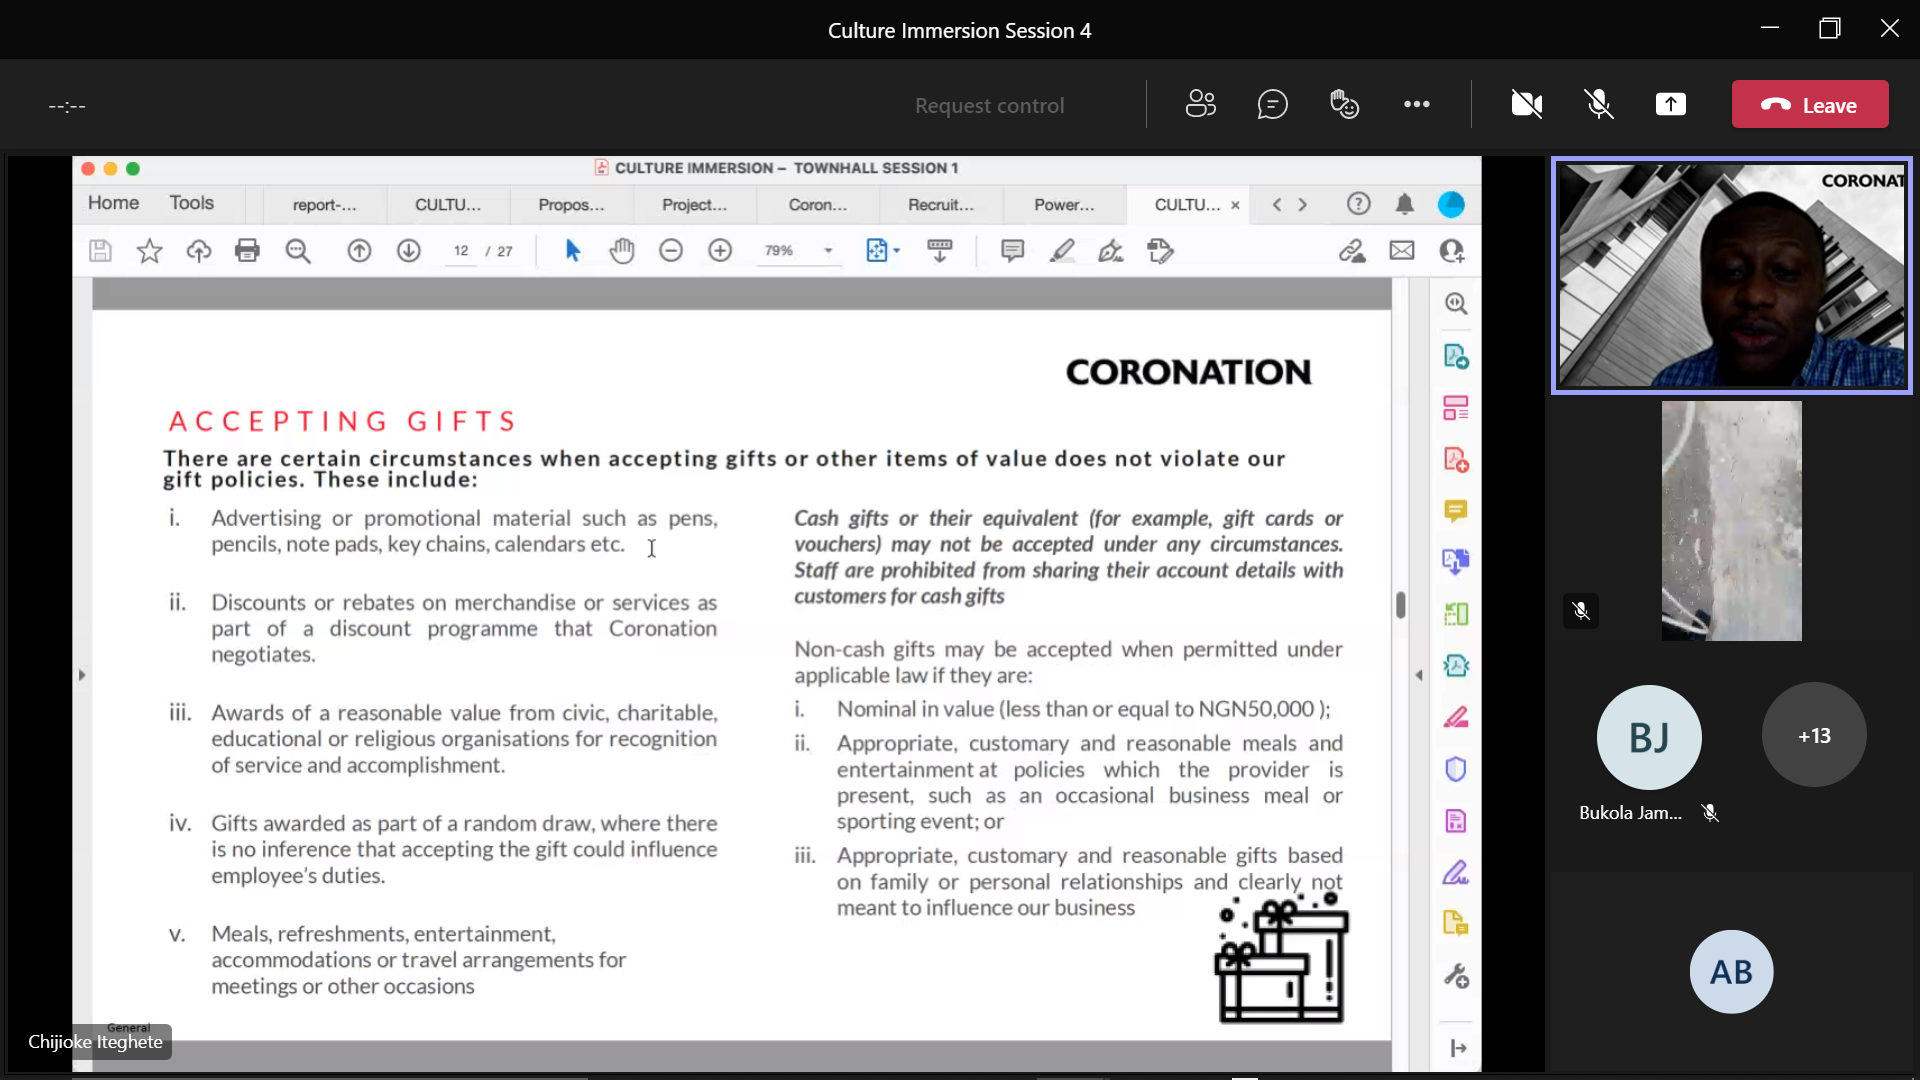 Culture Immersion Session 4
--:--
Request control
Leave
CULTURE IMMERSION – TOWNHALL SESSION 1
Home
Tools
report-...
CULTU...
Propos...
Project...
Coron...
Recruit...
Power...
CULTU...
12 / 27
79%
CORONATION
ACCEPTING GIFTS
There are certain circumstances when accepting gifts or other items of value does not violate our
gift policies. These include:
i. Advertising or promotional material such as pens,
pencils, note pads, key chains, calendars etc.
ii. Discounts or rebates on merchandise or services as
part of a discount programme that Coronation
negotiates.
iii. Awards of a reasonable value from civic, charitable,
educational or religious organisations for recognition
of service and accomplishment.
iv. Gifts awarded as part of a random draw, where there
is no inference that accepting the gift could influence
employee's duties.
v. Meals, refreshments, entertainment,
accommodations or travel arrangements for
meetings or other occasions
Cash gifts or their equivalent (for example, gift cards or
vouchers) may not be accepted under any circumstances.
Staff are prohibited from sharing their account details with
customers for cash gifts
Non-cash gifts may be accepted when permitted under
applicable law if they are:
i. Nominal in value (less than or equal to NGN50,000 );
ii. Appropriate, customary and reasonable meals and
entertainment at policies which the provider is
present, such as an occasional business meal or
sporting event; or
iii. Appropriate, customary and reasonable gifts based
on family or personal relationships and clearly not
meant to influence our business
General
Chijioke Iteghete
CORONAT
BJ
+13
Bukola Jam...
AB